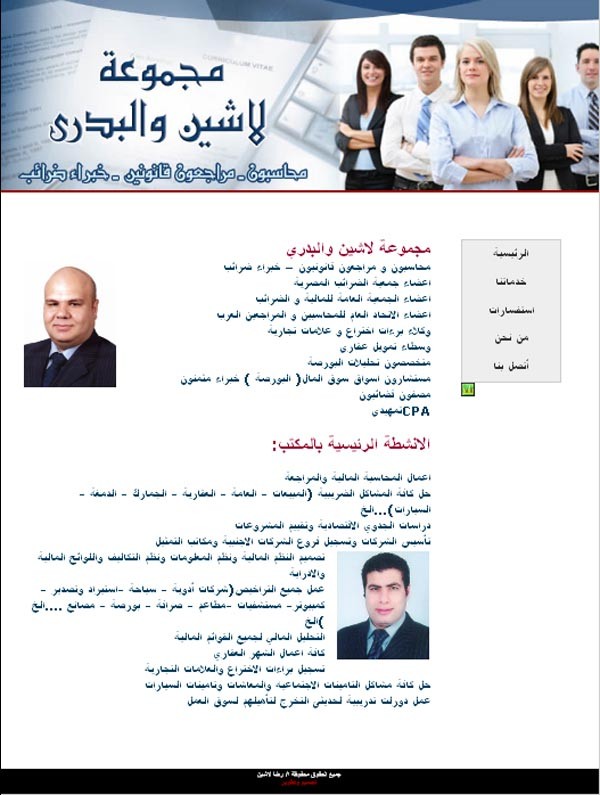 مجموعة
لاشين والبدرى
محاسبون - مراجعون قانونين - خبراء ضرائب
CURRICULUM VITAE
الرئيسية
خدماتنا
استفسارات
من نحن
أتصل بنا
مجموعة لاشين والبدري
محاسبون و مراجعون قانونيون – خبراء ضرائب
اعضاء جمعية الضرائب المصرية
اعضاء الجمعية العامة للمالية و الضرائب
اعضاء الاتحاد العام للمحاسبين و المراجعين العرب
وكلاء براءات اختراع و علامات تجارية
وسطاء تمويل عقاري
متخصصون تحليلات البورصة
مستشارون اسواق سوق المال( البورصة ) خبراء مثمنون
مصفون قضائيون
CPAتمهيدي
الانشطة الرئيسية بالمكتب:
اعمال المحاسبة المالية والمراجعة
حل كافة المشاكل الضريبية (المبيعات - العامة - العقارية - الجمارك - الدمغة -
السيارات)...الخ
دراسات الجدوي الاقتصادية وتقييم المشروعات
تأسيس الشركات وتسجيل فروع الشركات الاجنبية ومكاتب التمثيل
تصميم النظم المالية ونظم المعلومات ونظم التكاليف واللوائح المالية
والادارية
عمل جميع التراخيص(شركات أدوية - سياحة -استيراد وتصدير -
كمبيوتر- مستشفيات -مطاعم - صرافة - بورصة - مصانع ....الخ
)الخ
التحليل المالي لجميع القوائم المالية
كافة اعمال الشهر العقاري
تسجيل براءات الاختراع والعلامات التجارية
حل كافة مشاكل التامينات الاجتماعية والمعاشات وتامينات السيارات
عمل دورلت تدريبية لحديثي التخرج لتأهيلهم لسوق العمل
جميع الحقوق محفوظة لـ رضا لاشين